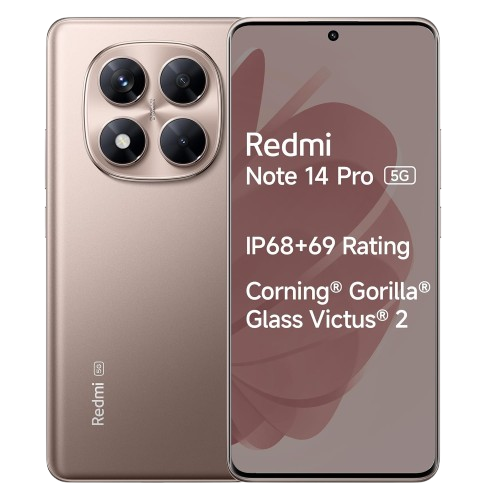 Redmi
Note 14 Pro 5G
IP68+69 Rating
Corning® Gorilla®
Glass Victus® 2
Redmi 5G